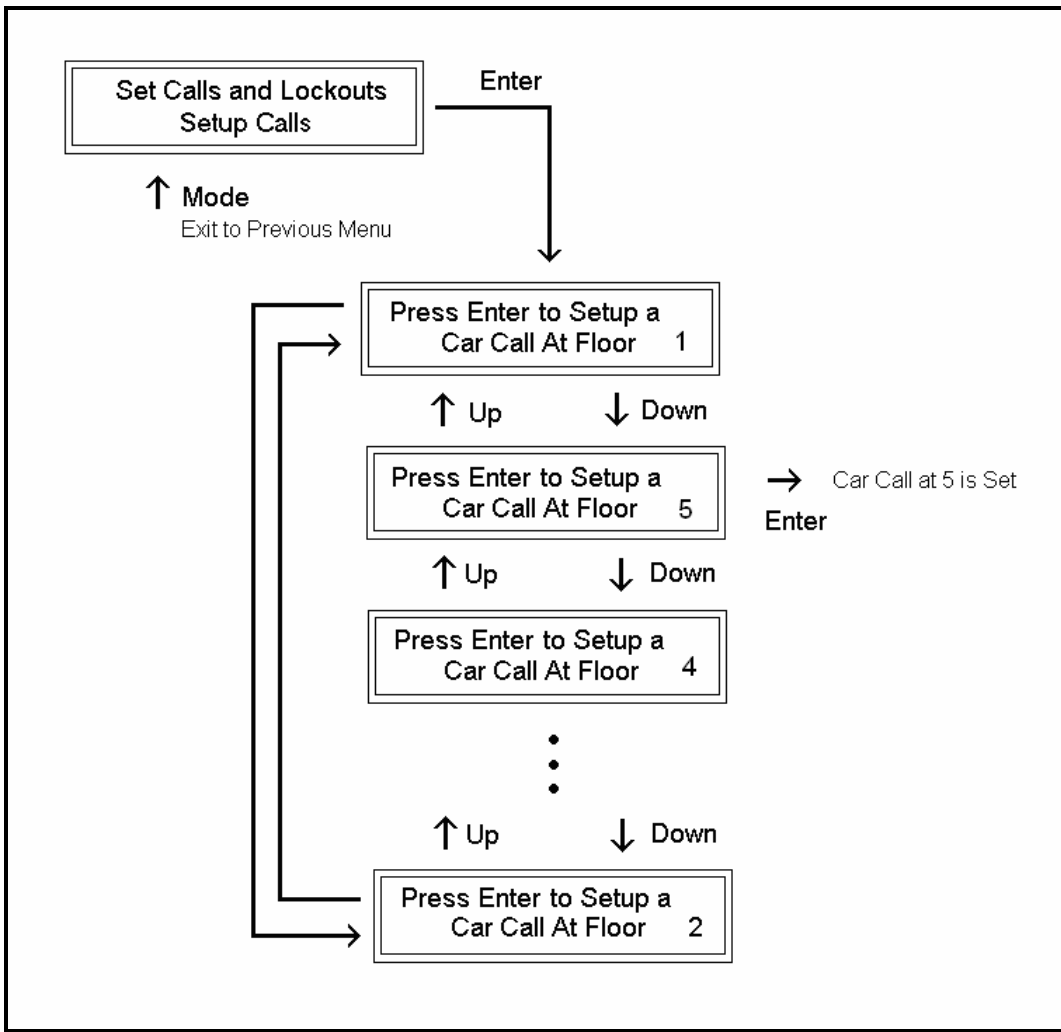 Set Calls and Lockouts
Setup Calls
Enter
Mode
Exit to Previous Menu
Press Enter to Setup a
Car Call At Floor 1
Up
Down
Press Enter to Setup a
Car Call At Floor 5
Car Call at 5 is Set
Enter
Up
Down
Press Enter to Setup a
Car Call At Floor 4
Up
Down
Press Enter to Setup a
Car Call At Floor 2